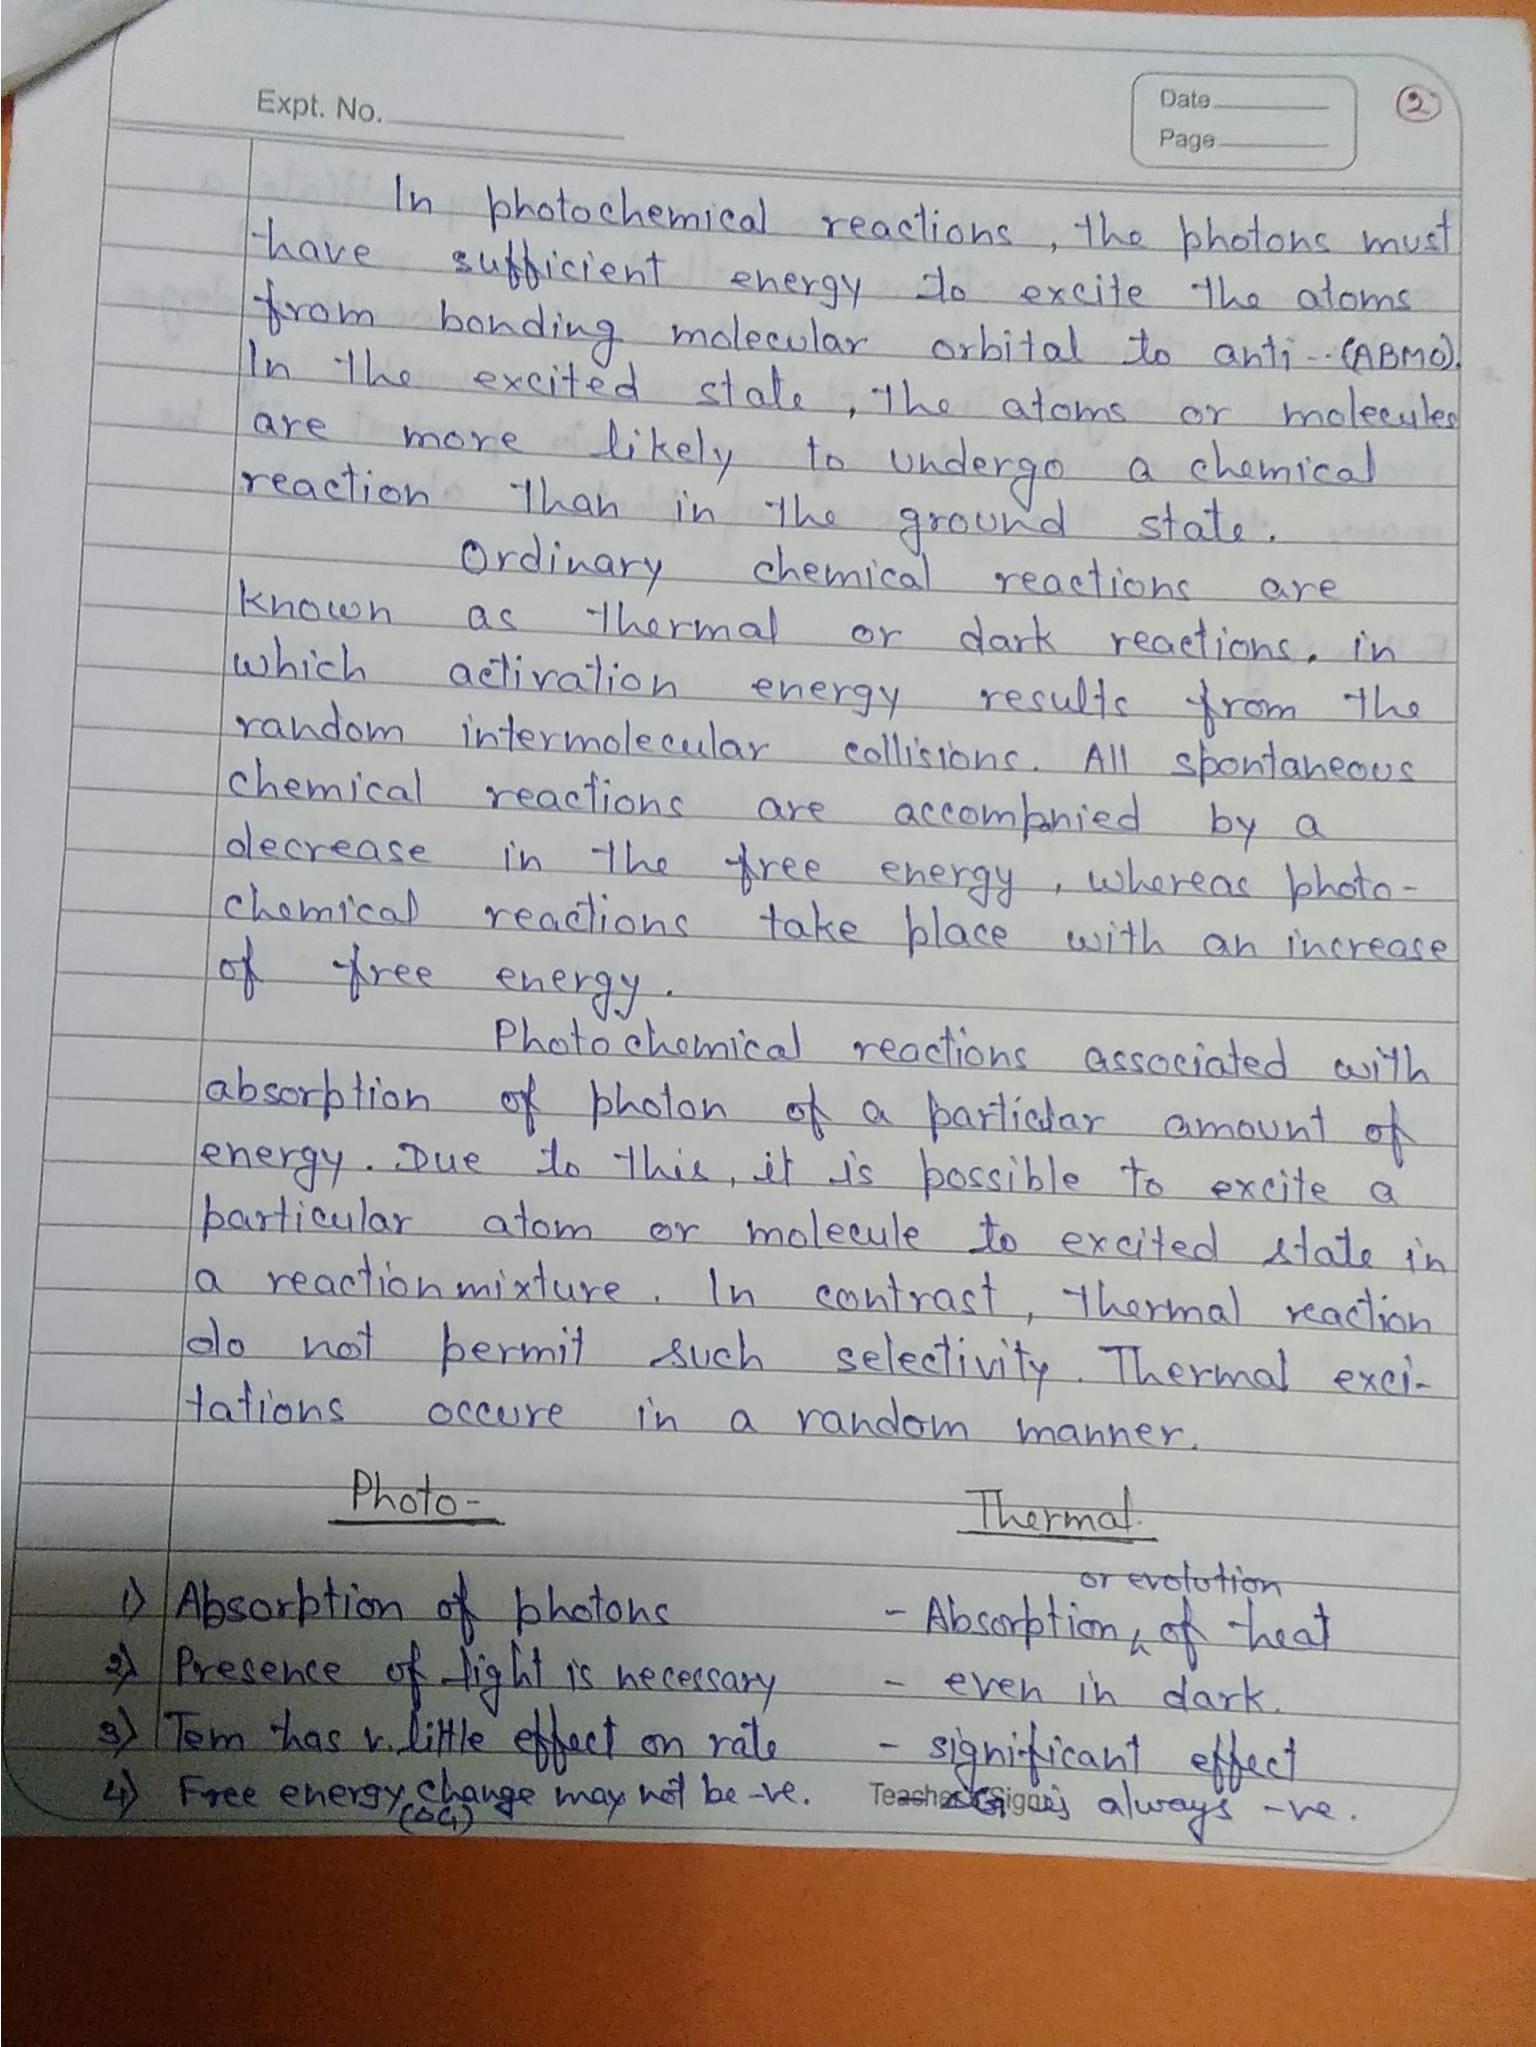 Expt. No.
Date
Page
2
In photochemical reactions, the photons must
have sufficient energy to excite the atoms
from bonding molecular orbital to anti -- (ABMO).
In the excited state, the atoms or molecules
are more likely to undergo a chemical
reaction than in the ground state.
Ordinary chemical reactions are
known as thermal or dark reactions, in
which activation energy results from the
random intermolecular collisions. All spontaneous
chemical reactions are accompnied by a
decrease in the free energy, whereas photo-
chemical reactions take place with an increase
of free energy.
Photochemical reactions associated with
absorption of photon of a particlar amount of
energy. Due to this, it is possible to excite a
particular atom or molecule to excited state in
a reaction mixture. In contrast, thermal reaction
do not permit such selectivity. Thermal exci-
tations occure in a random manner.
Photo- Thermal.
or evolution
1) Absorption of photons - Absorption of heat
2) Presence of light is necessary - even in dark.
3) Tem has v. little effect on rate - significant effect
4) Free energy change may not be -ve. is always -ve.
(ΔG)